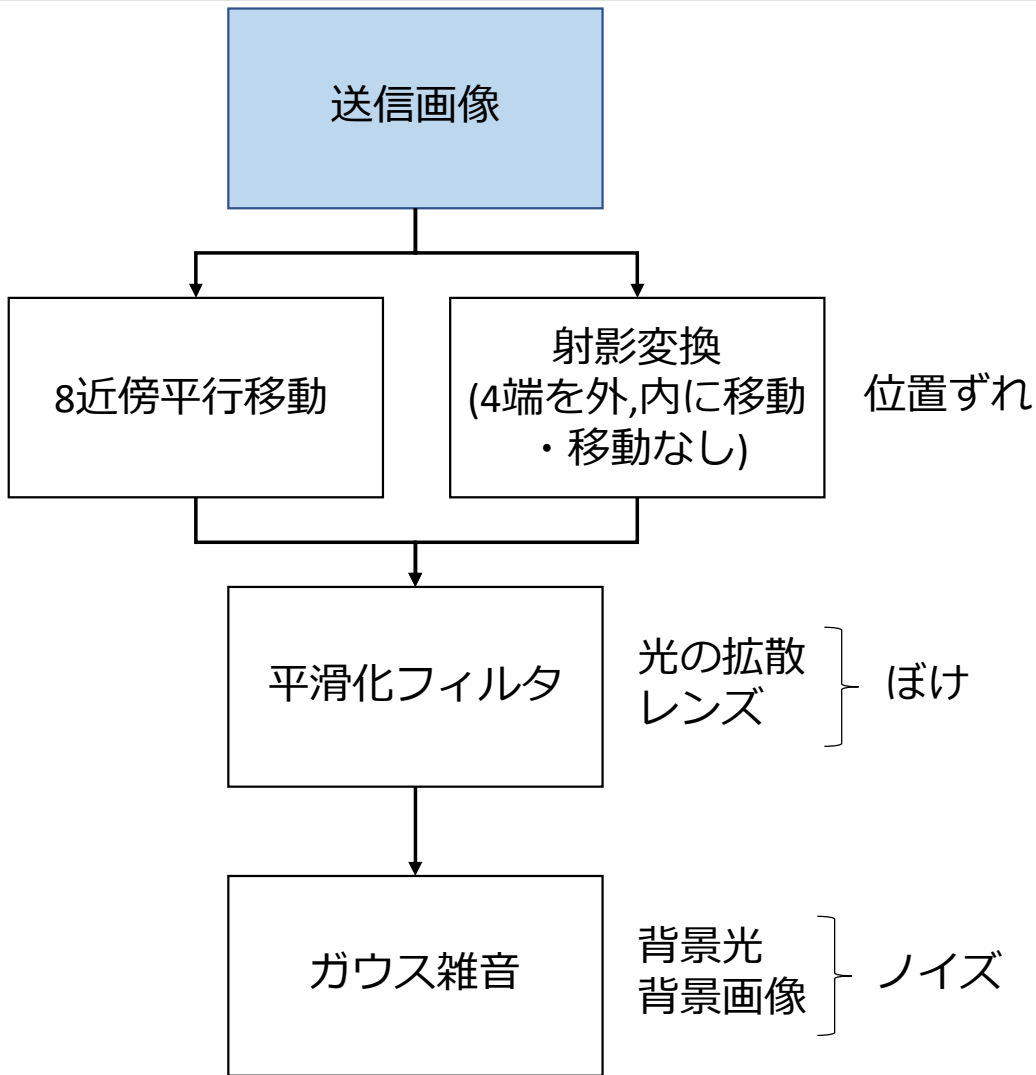 送信画像
8近傍平行移動
射影変換
(4端を外,内に移動
・移動なし)
位置ずれ
平滑化フィルタ
光の拡散
レンズ
ぼけ
ガウス雑音
背景光
背景画像
ノイズ